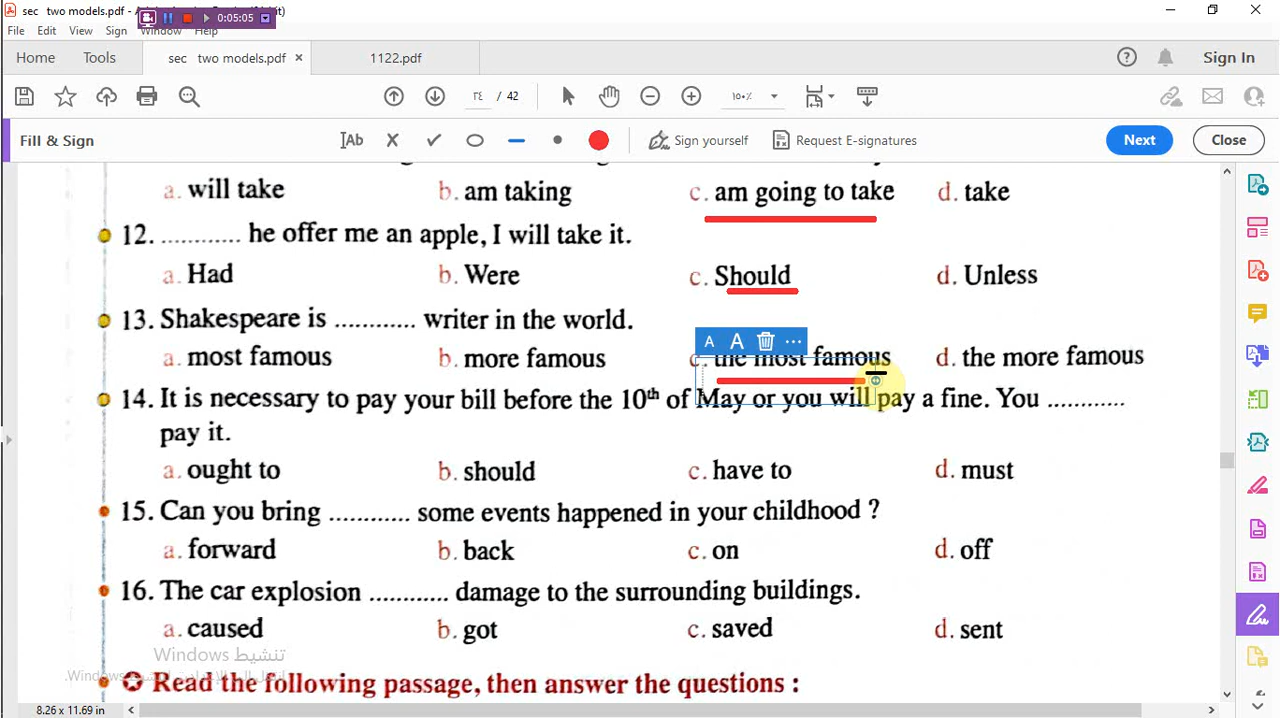 sec two models.pdf
0:05:05
File Edit View Sign Window Help
Home Tools sec two models.pdf × 1122.pdf Sign In
٢٤ / 42 ١٥٠٪
Fill & Sign Ab Sign yourself Request E-signatures Next Close
a. will take b. am taking c. am going to take d. take
12. ............ he offer me an apple, I will take it.
a. Had b. Were c. Should d. Unless
13. Shakespeare is ............ writer in the world.
A A
a. most famous b. more famous c. the most famous d. the more famous
14. It is necessary to pay your bill before the 10th of May or you will pay a fine. You ............
pay it.
a. ought to b. should c. have to d. must
15. Can you bring ............ some events happened in your childhood ?
a. forward b. back c. on d. off
16. The car explosion ............ damage to the surrounding buildings.
a. caused b. got c. saved d. sent
تنشيط Windows
Windows.
Read the following passage, then answer the questions :
8.26 x 11.69 in